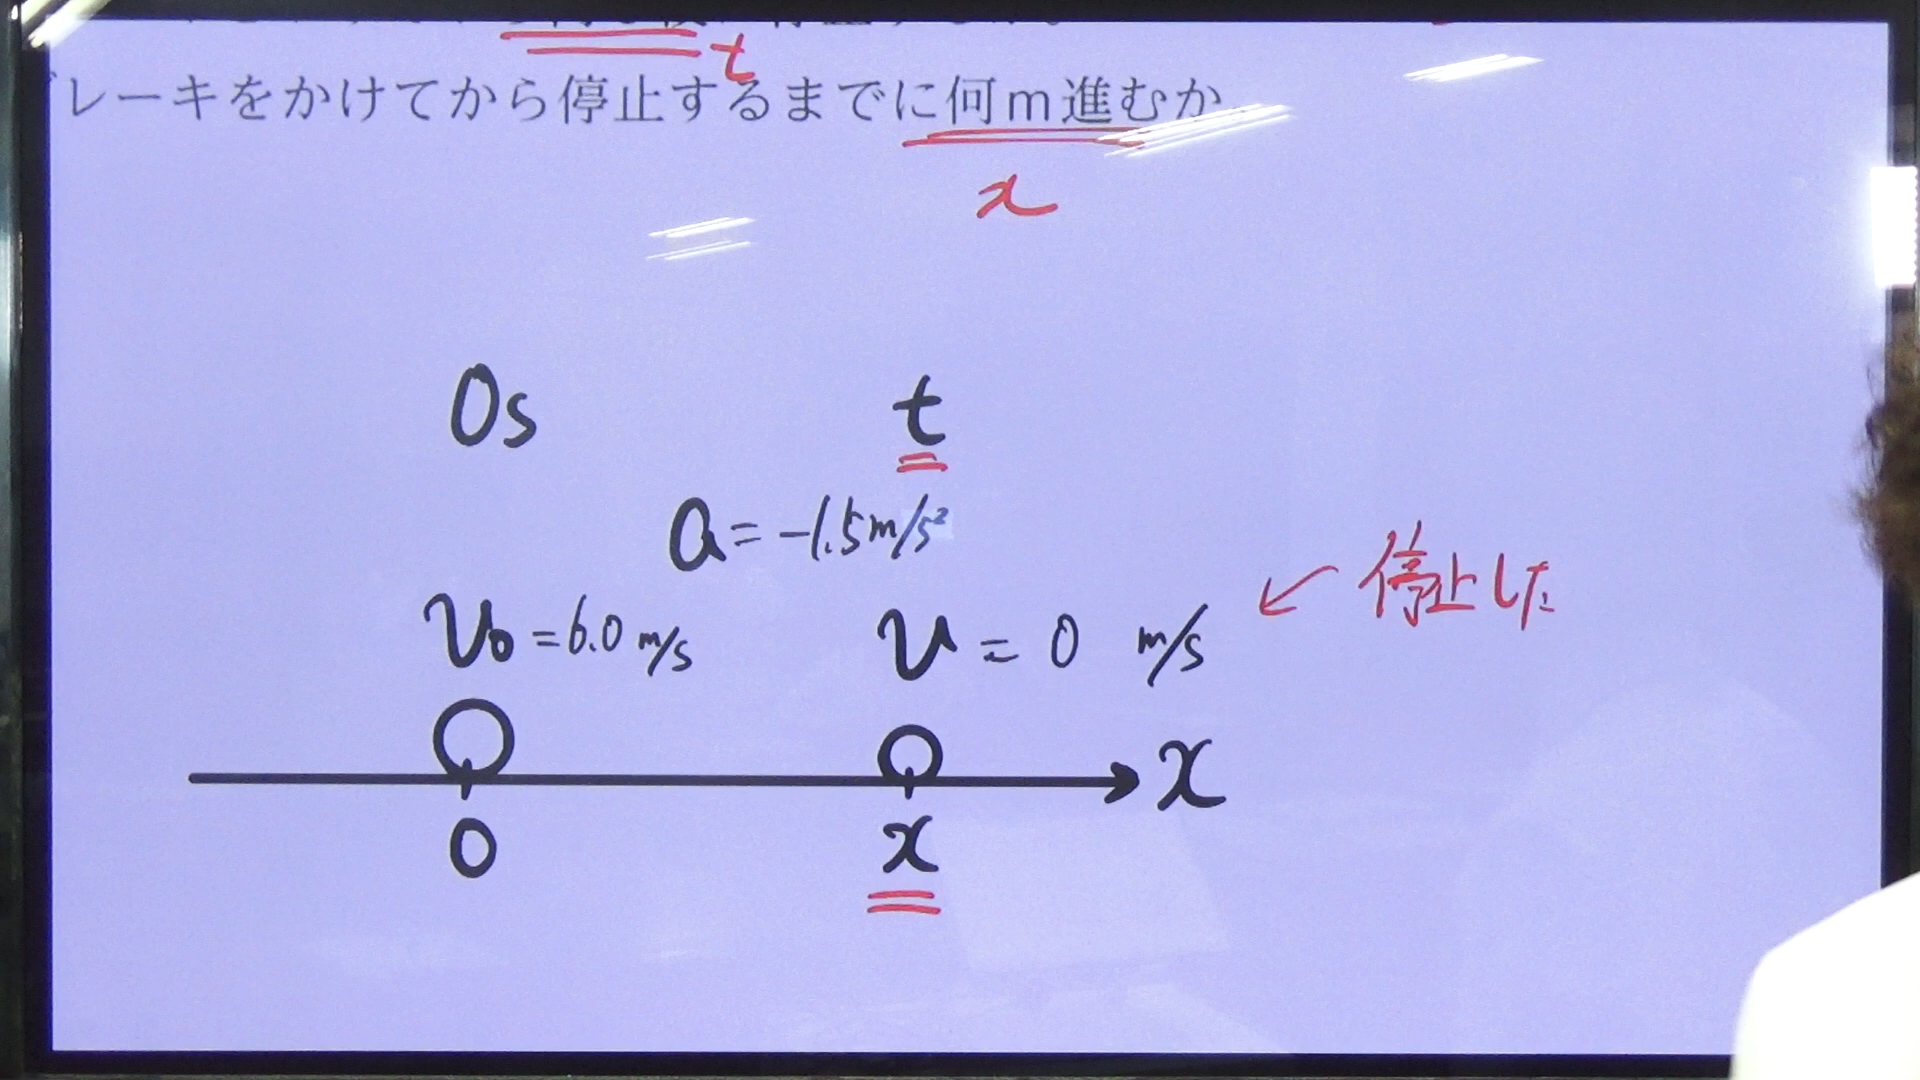 t
ブレーキをかけてから停止するまでに何m進むか。
x
0s t
a = -1.5m/s²
v₀ = 6.0 m/s v = 0 m/s ← 停止した
x
0 x